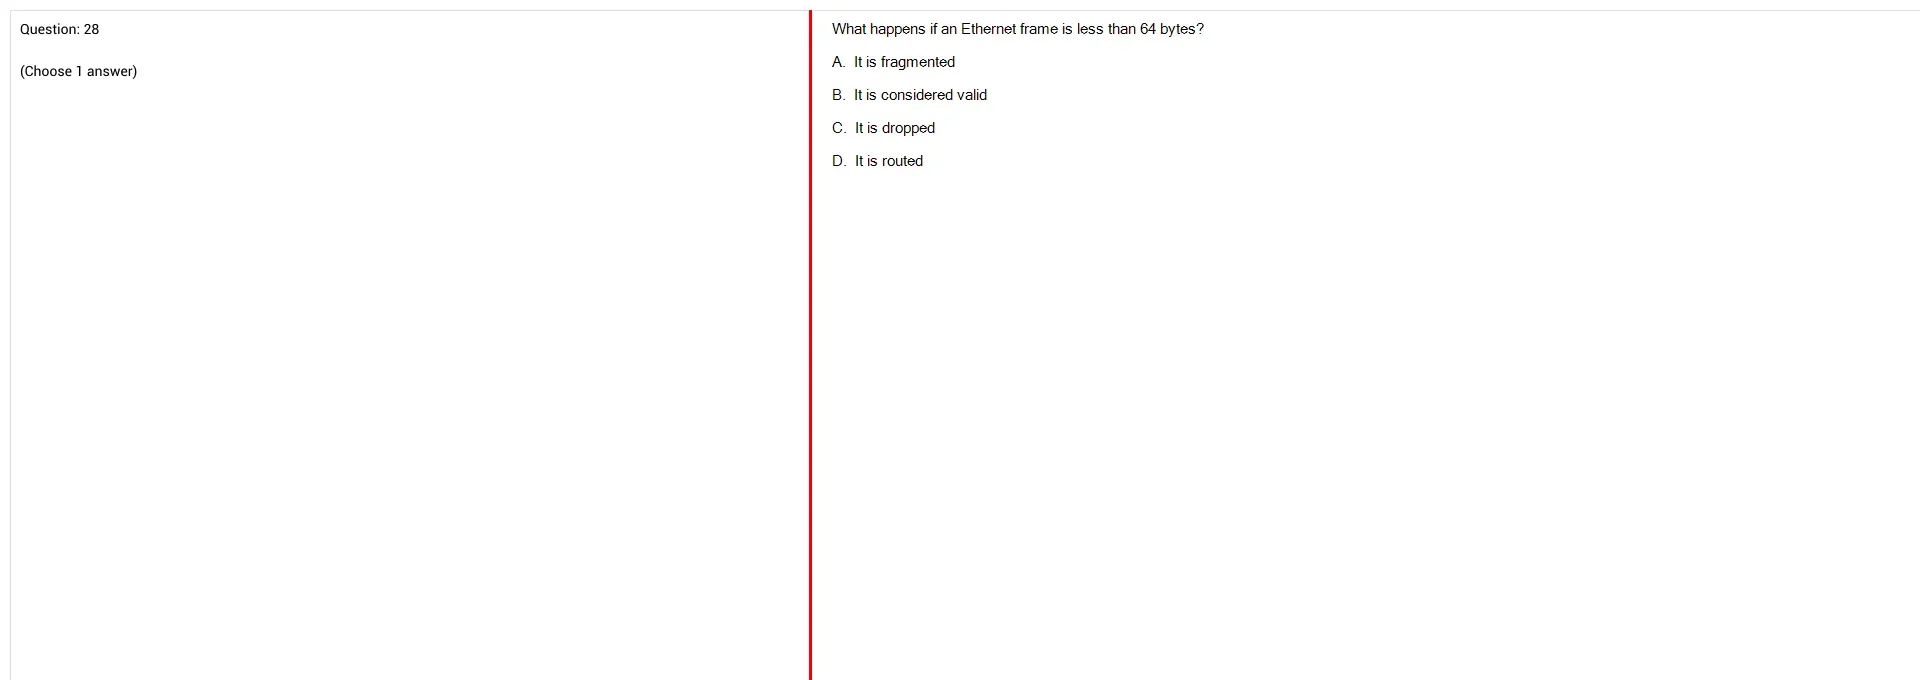 Question: 28
(Choose 1 answer)
What happens if an Ethernet frame is less than 64 bytes?
A. It is fragmented
B. It is considered valid
C. It is dropped
D. It is routed